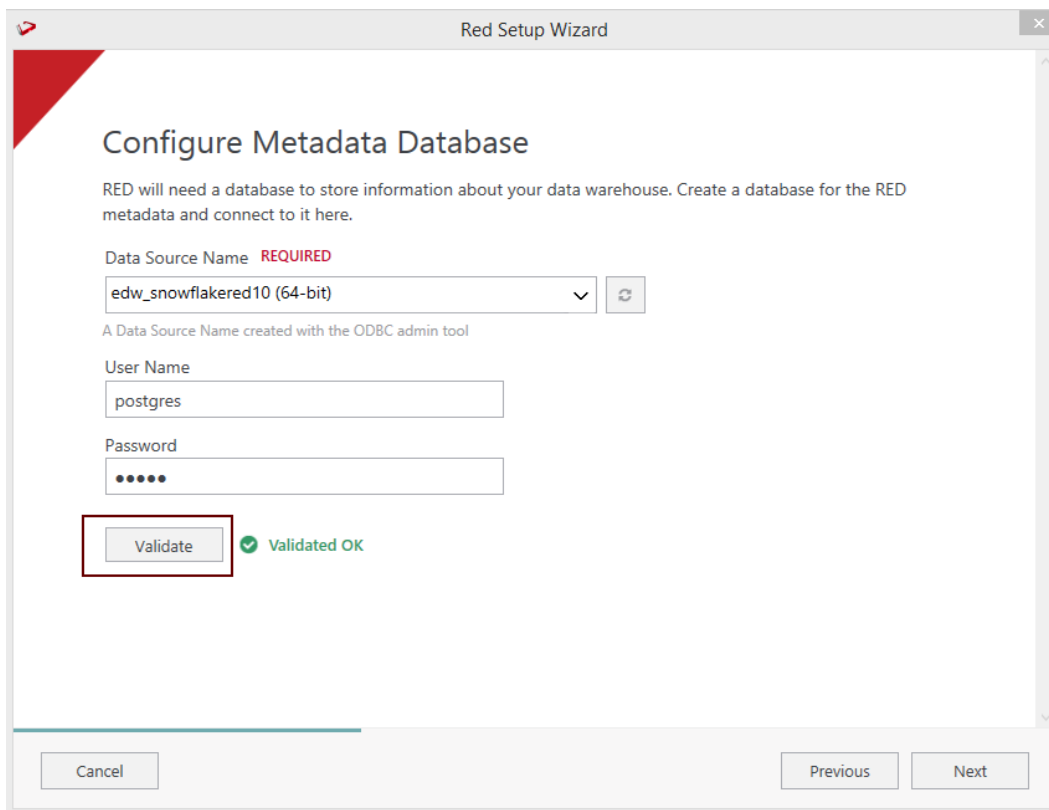 Red Setup Wizard
Configure Metadata Database
RED will need a database to store information about your data warehouse. Create a database for the RED
metadata and connect to it here.
Data Source Name REQUIRED
edw_snowflakered10 (64-bit)
A Data Source Name created with the ODBC admin tool
User Name
postgres
Password
•••••
Validate Validated OK
Cancel Previous Next